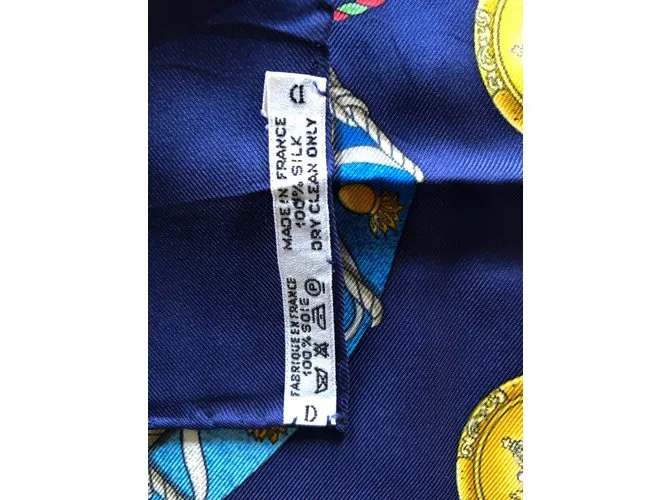 MADE IN FRANCE
100% SILK
DRY CLEAN ONLY
FABRIQUE EN FRANCE
100% SOIE
P
D